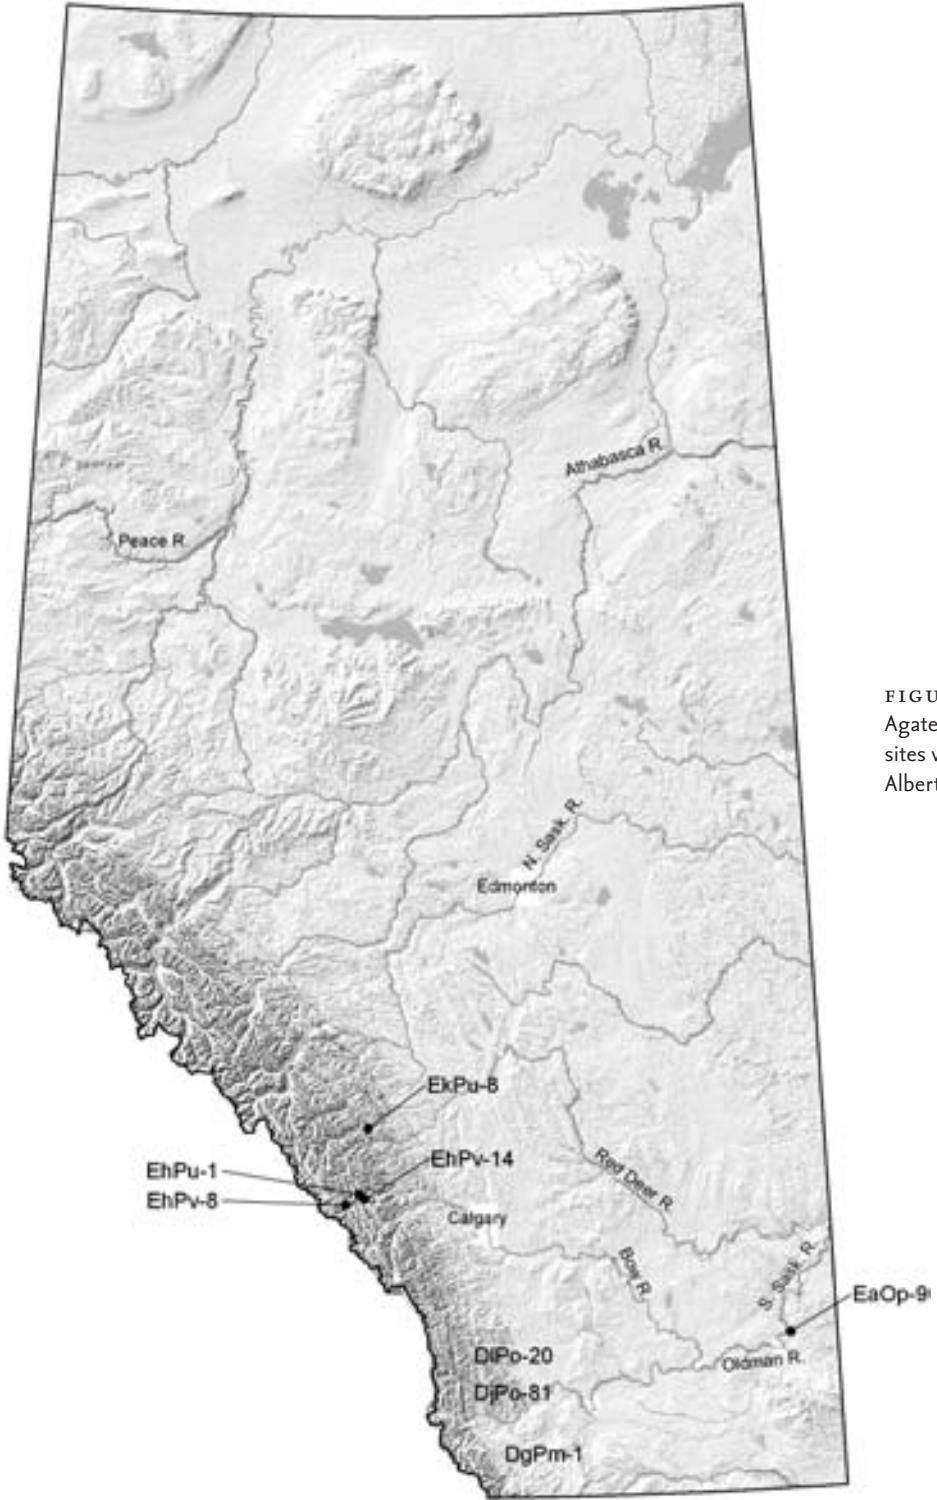 Athabasca R.
Peace R.
FIGU
Agate
sites v
Albert
N. Sask. R.
Edmonton
EkPu-8
EhPv-14
EhPu-1
EhPv-8
Red Deer R.
Calgary
Bow R.
S. Sask. R.
EaOp-9
DlPo-20
Oldman R.
DjPo-81
DgPm-1